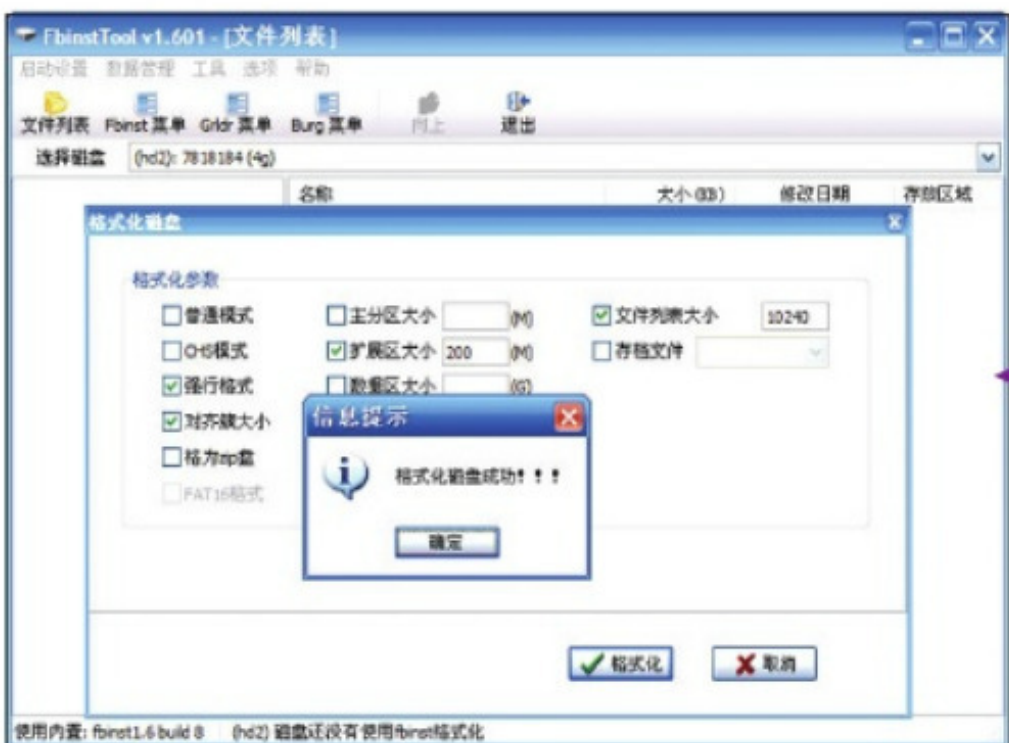 FbinstTool v1.601 - [文件列表]
启动设置 数据管理 工具 选项 帮助
文件列表 Fbinst 菜单 Grldr 菜单 Burg 菜单 向上 退出
选择磁盘 (hd2): 7818184 (4g)
名称 大小(KB) 修改日期 存放区域
格式化磁盘
格式化参数
普通模式 主分区大小 (M) 文件列表大小 10240
CHS模式 扩展区大小 200 (M) 存档文件
强行格式 数量区大小 (G)
对齐簇大小
格为zip盘
FAT16格式
信息提示
格式化磁盘成功!!!
确定
格式化 取消
使用内置: fbinst1.6 build 8 (hd2) 磁盘还没有使用fbinst格式化